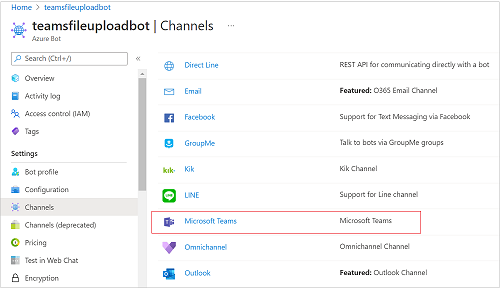 Home > teamsfileuploadbot
teamsfileuploadbot | Channels ...
Azure Bot
Search (Ctrl+/) «
Overview
Activity log
Access control (IAM)
Tags
Settings
Bot profile
Configuration
Channels
Channels (deprecated)
Pricing
Test in Web Chat
Encryption
Direct Line REST API for communicating directly with a bot
Email Featured: O365 Email Channel
Facebook Support for Text Messaging via Facebook
GroupMe Talk to bots via GroupMe groups
kik Kik Kik Channel
LINE LINE Support for Line channel
Microsoft Teams Microsoft Teams
Omnichannel Omnichannel Channel
Outlook Featured: Outlook Channel